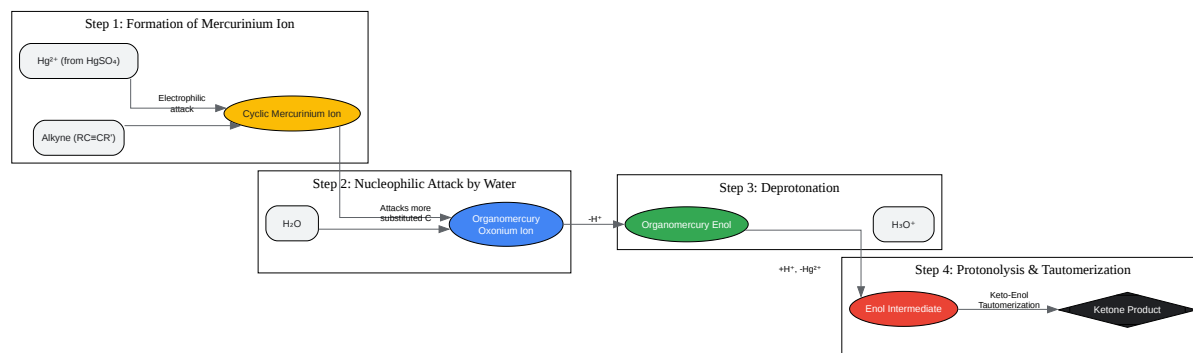 Step 1: Formation of Mercurinium Ion
Hg²⁺ (from HgSO₄)
Electrophilic
attack
Cyclic Mercurinium Ion
Alkyne (RC≡CR')
Step 2: Nucleophilic Attack by Water
H₂O
Attacks more
substituted C
Organomercury
Oxonium Ion
-H⁺
Step 3: Deprotonation
Organomercury Enol
H₃O⁺
+H⁺, -Hg²⁺
Step 4: Protonolysis & Tautomerization
Enol Intermediate
Keto-Enol
Tautomerization
Ketone Product